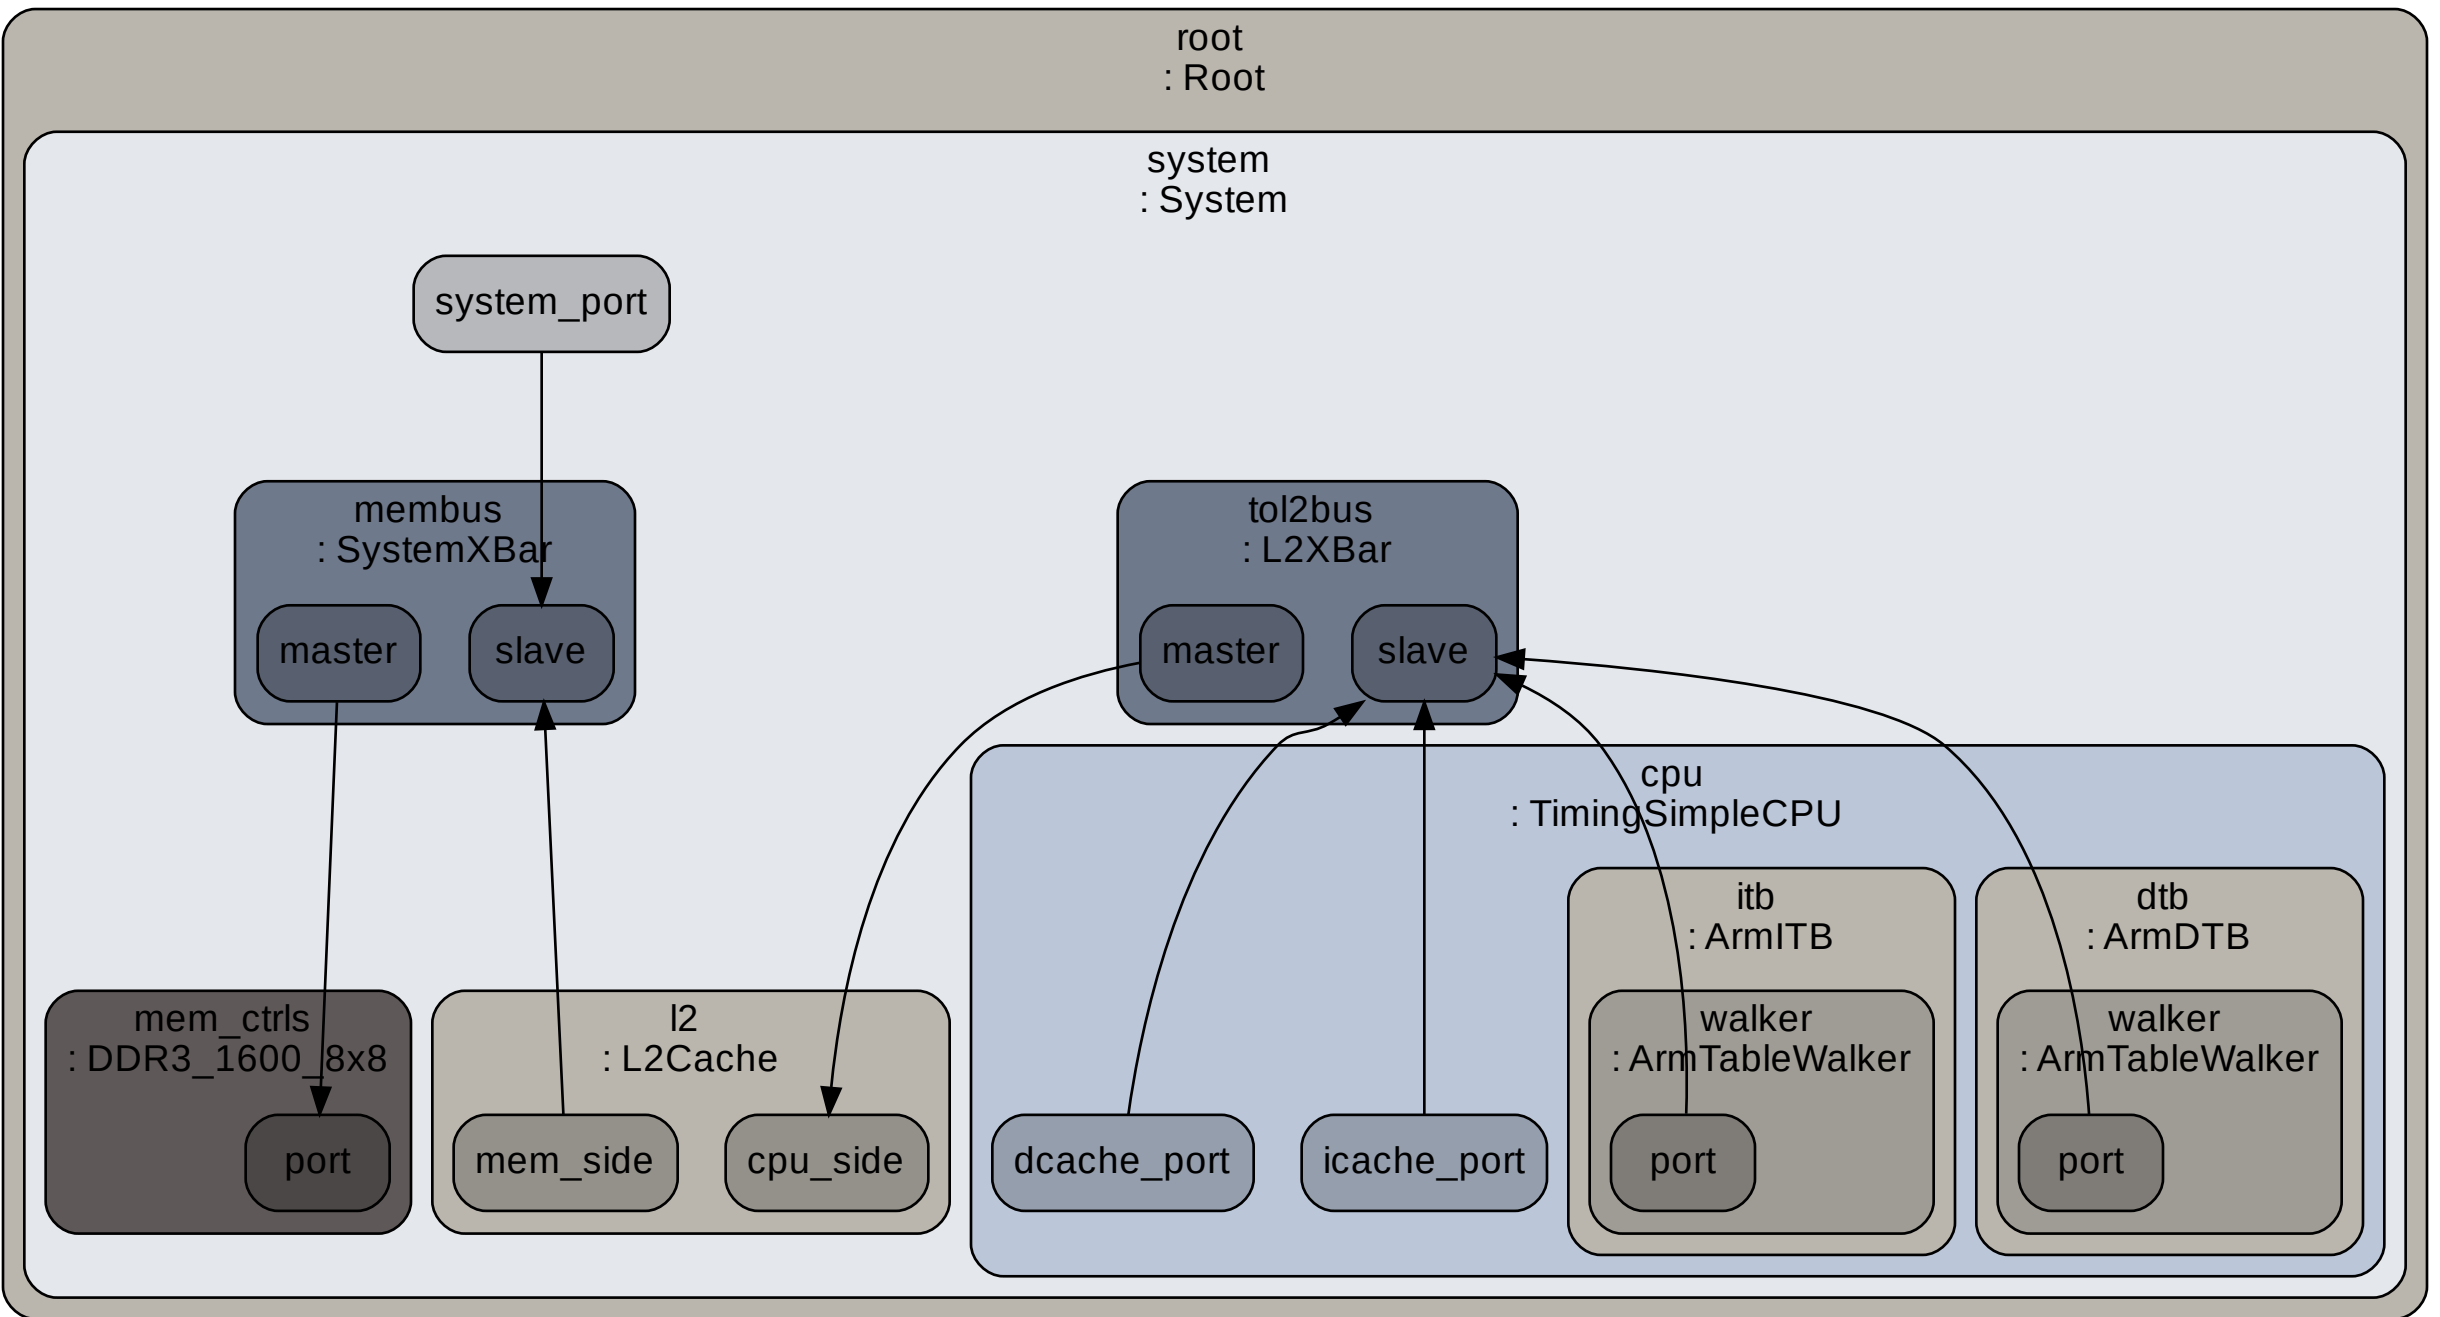 root
: Root
system
: System
system_port
membus
: SystemXBar
master
slave
tol2bus
: L2XBar
master
slave
cpu
: TimingSimpleCPU
itb
: ArmITB
dtb
: ArmDTB
mem_ctrls
: DDR3_1600_8x8
port
l2
: L2Cache
mem_side
cpu_side
dcache_port
icache_port
walker
: ArmTableWalker
port
walker
: ArmTableWalker
port